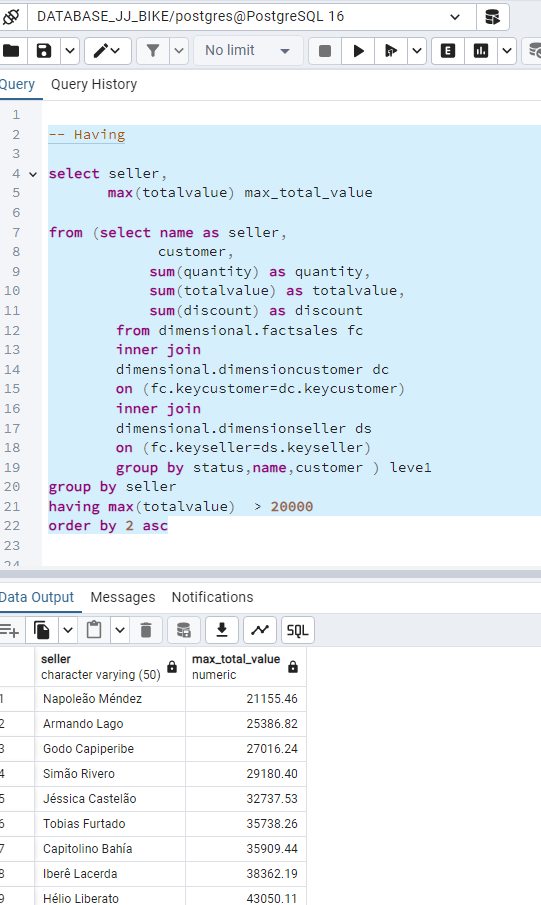 DATABASE_JJ_BIKE/postgres@PostgreSQL 16
No limit
E
Query Query History
1
2 -- Having
3
4 select seller,
5 max(totalvalue) max_total_value
6
7 from (select name as seller,
8 customer,
9 sum(quantity) as quantity,
10 sum(totalvalue) as totalvalue,
11 sum(discount) as discount
12 from dimensional.factsales fc
13 inner join
14 dimensional.dimensioncustomer dc
15 on (fc.keycustomer=dc.keycustomer)
16 inner join
17 dimensional.dimensionseller ds
18 on (fc.keyseller=ds.keyseller)
19 group by status,name,customer ) level
20 group by seller
21 having max(totalvalue) > 20000
22 order by 2 asc
23
24
Data Output Messages Notifications
SQL
seller max_total_value
character varying (50) numeric
1 Napoleão Méndez 21155.46
2 Armando Lago 25386.82
3 Godo Capiperibe 27016.24
4 Simão Rivero 29180.40
5 Jéssica Castelão 32737.53
6 Tobias Furtado 35738.26
7 Capitolino Bahía 35909.44
8 Iberê Lacerda 38362.19
9 Hélio Liberato 43050.11